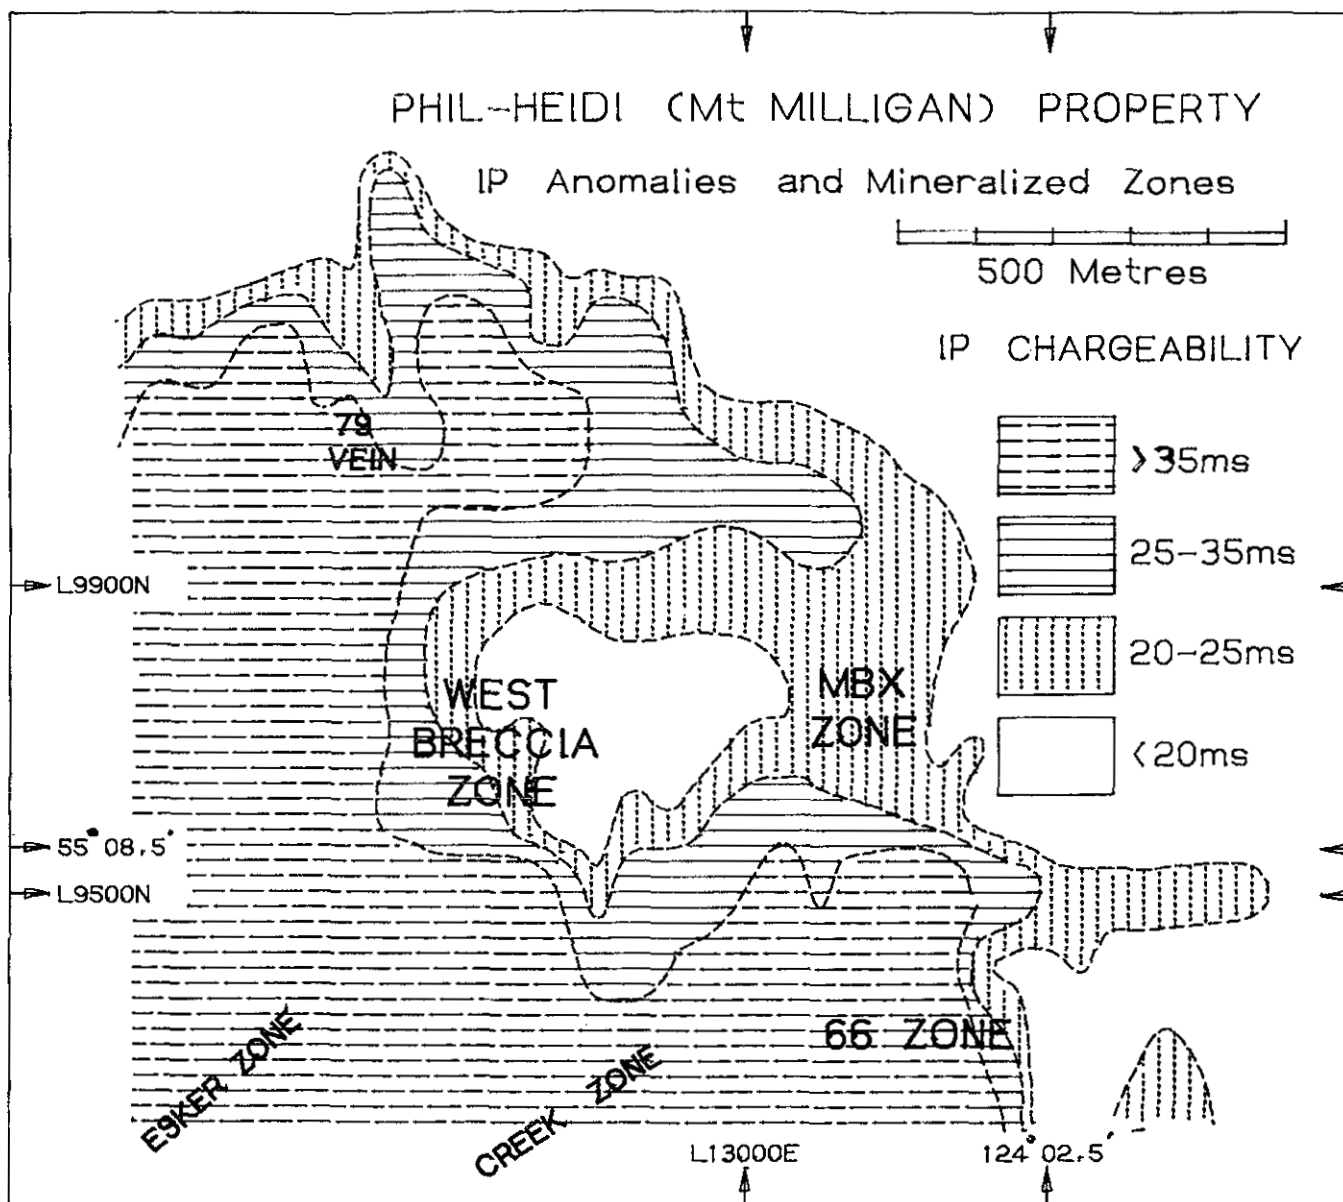 PHIL-HEIDI (Mt MILLIGAN) PROPERTY
IP Anomalies and Mineralized Zones
500 Metres
IP CHARGEABILITY
>35ms
25-35ms
20-25ms
<20ms
79
VEIN
L9900N
WEST
BRECCIA
ZONE
MBX
ZONE
55° 08.5'
L9500N
66 ZONE
ESKER ZONE
CREEK ZONE
L13000E
124° 02.5'